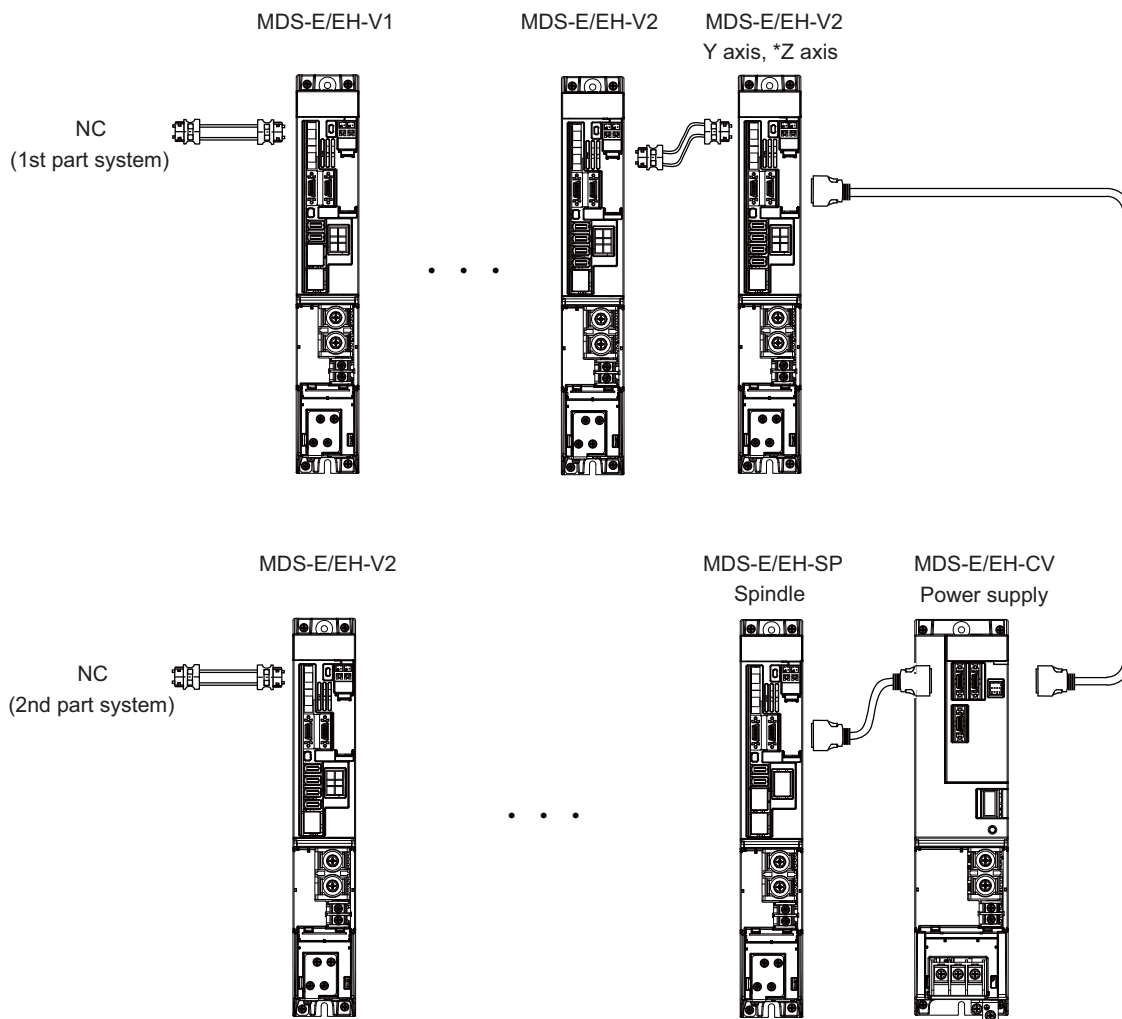 MDS-E/EH-V1
MDS-E/EH-V2
MDS-E/EH-V2
Y axis, *Z axis
NC
(1st part system)
MDS-E/EH-V2
MDS-E/EH-SP
Spindle
MDS-E/EH-CV
Power supply
NC
(2nd part system)